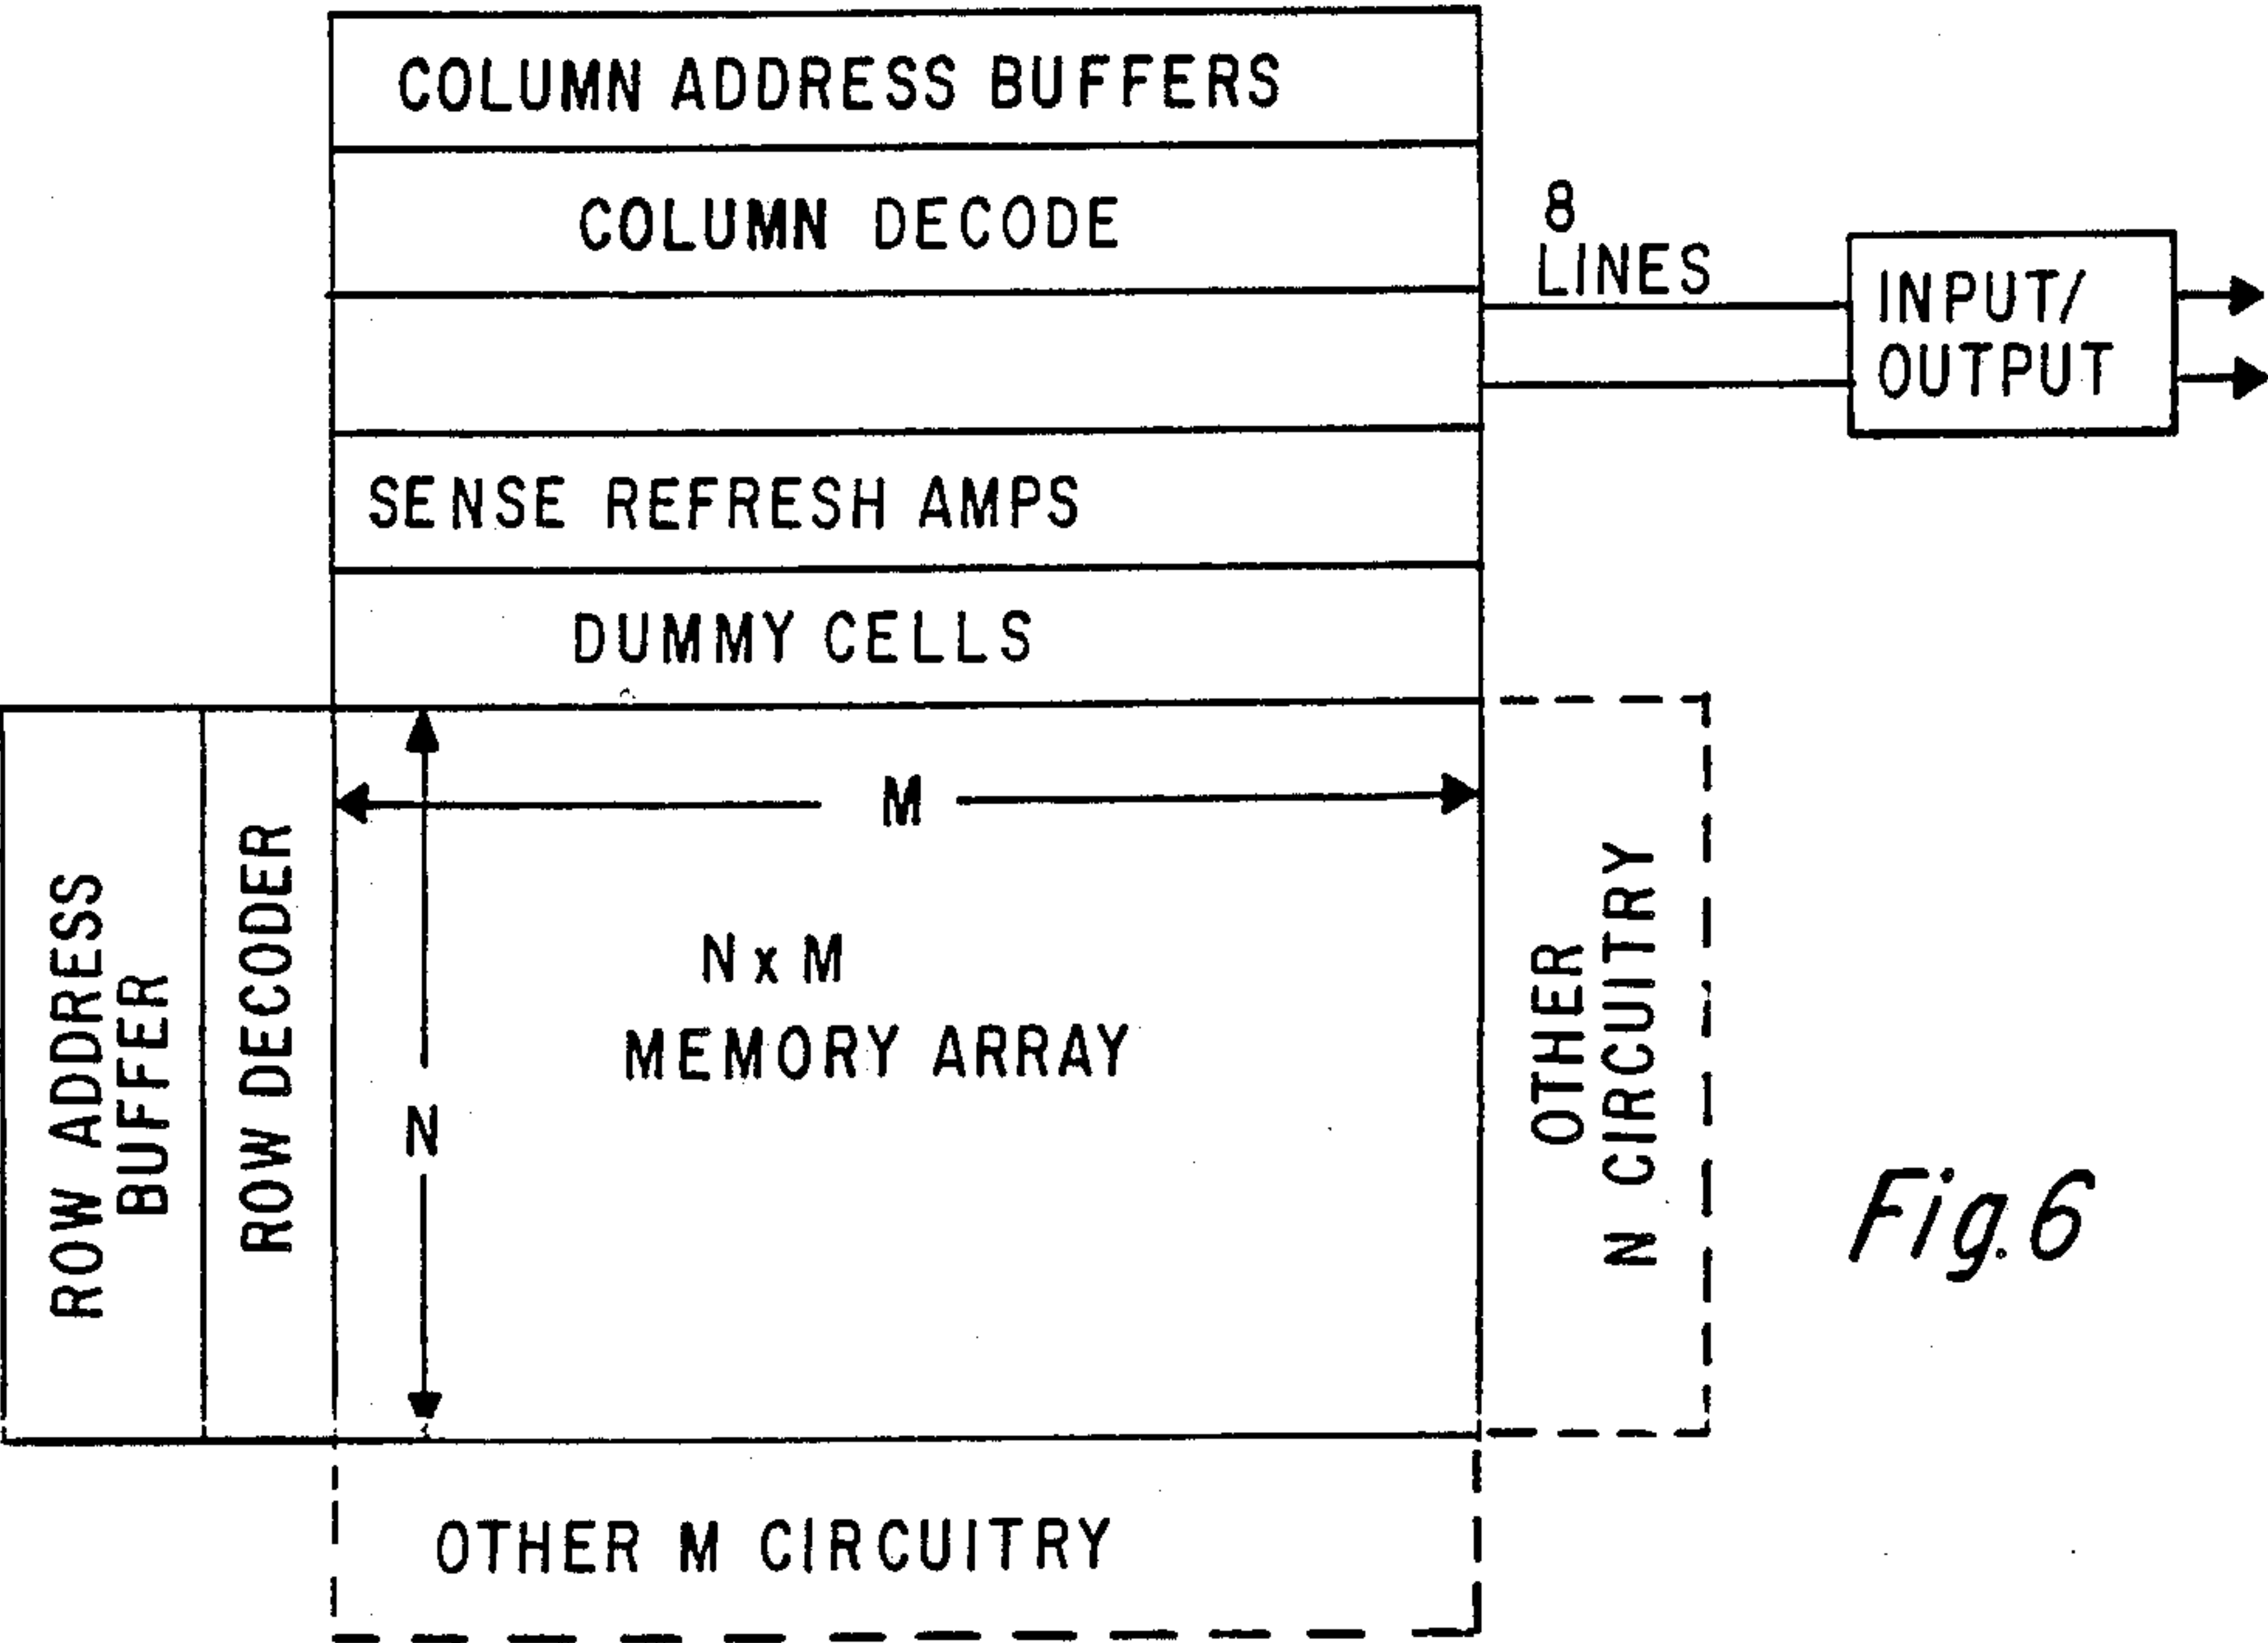 COLUMN ADDRESS BUFFERS
COLUMN DECODE
8
LINES
INPUT/
OUTPUT
SENSE REFRESH AMPS
DUMMY CELLS
ROW ADDRESS
BUFFER
ROW DECODER
M
N
NxM
MEMORY ARRAY
OTHER
N CIRCUITRY
OTHER M CIRCUITRY
Fig.6